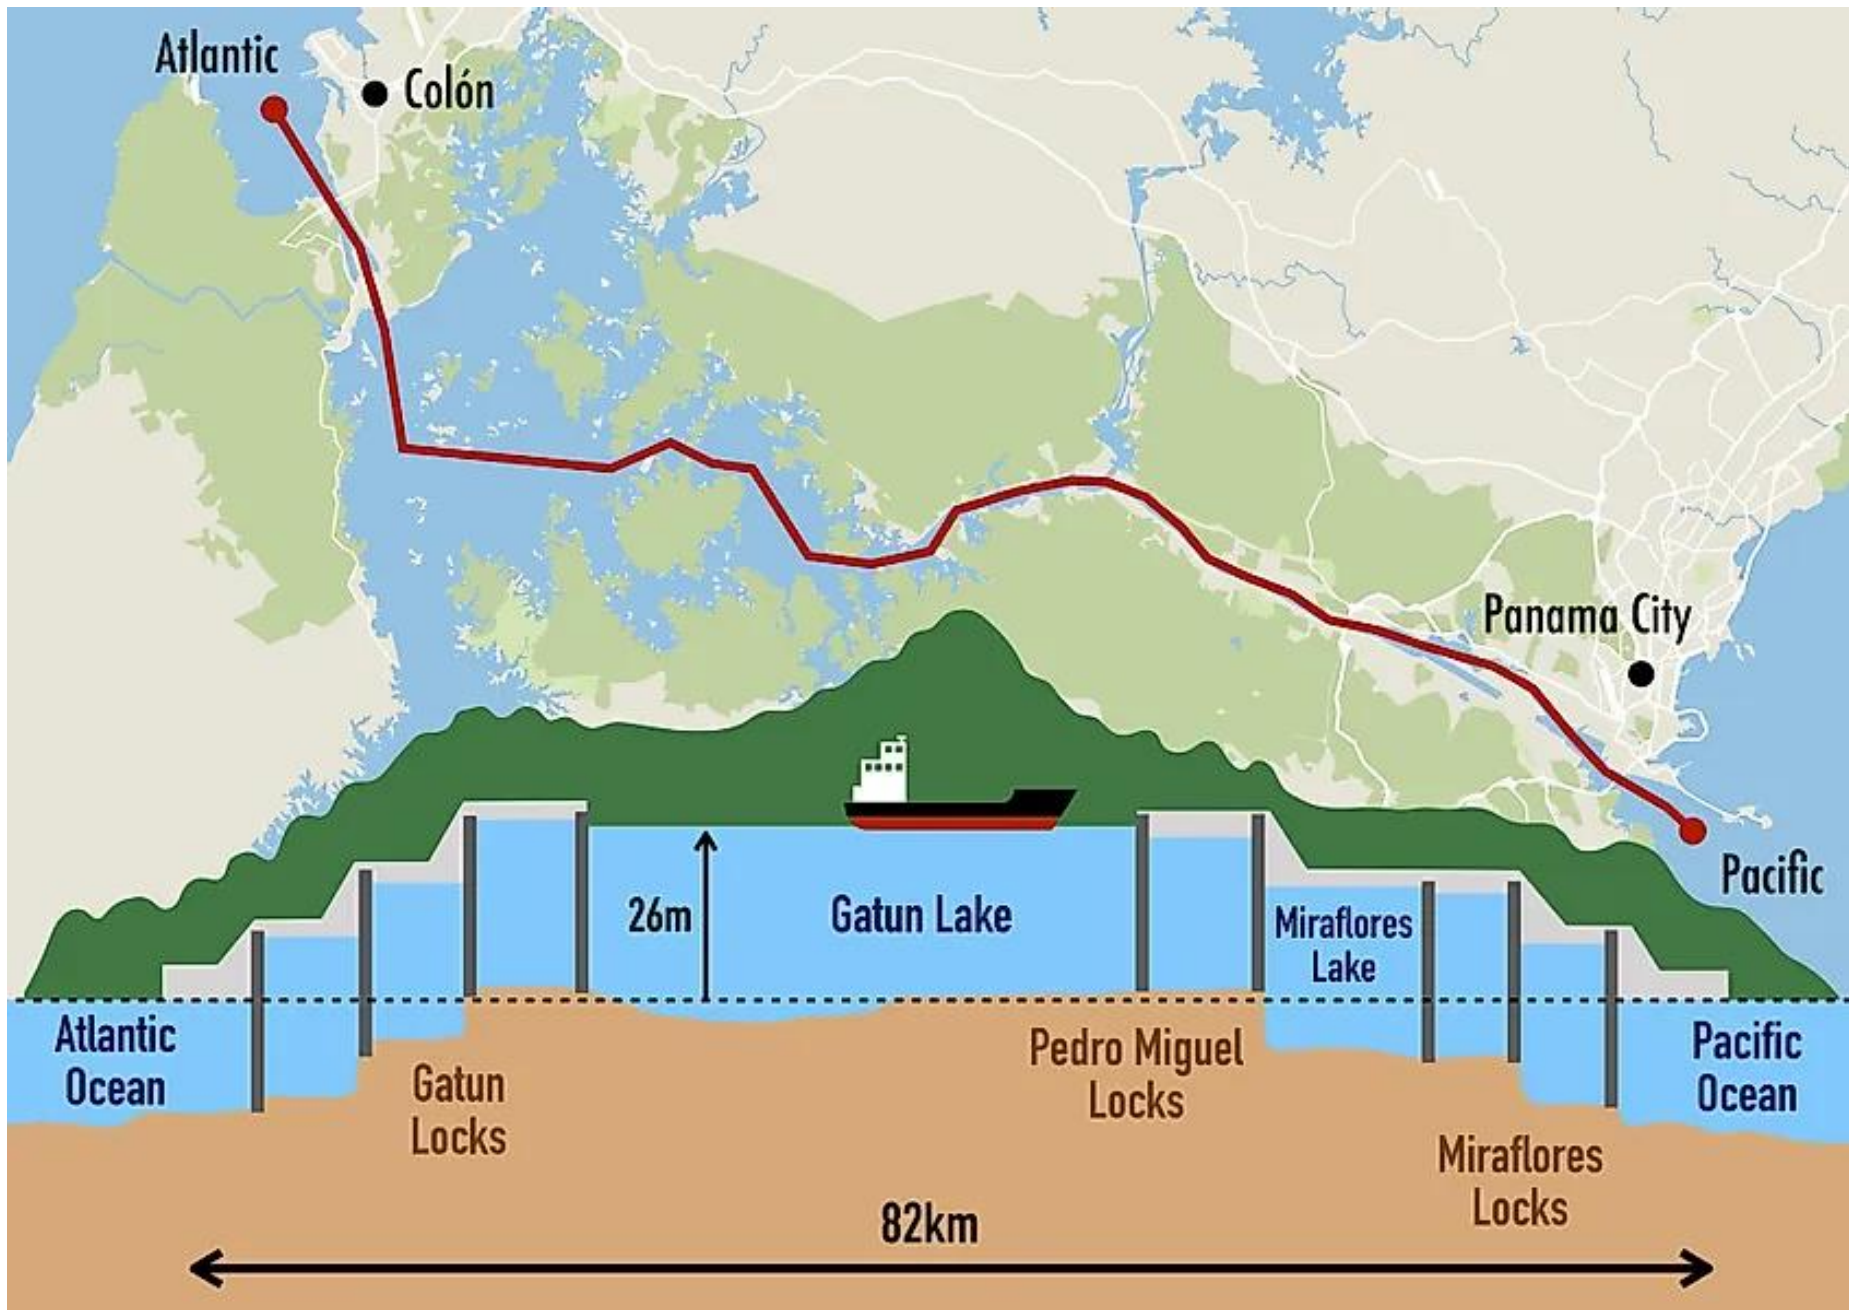 Atlantic
Colón
Panama City
Pacific
26m
Gatun Lake
Miraflores
Lake
Atlantic
Ocean
Gatun
Locks
Pedro Miguel
Locks
Miraflores
Locks
Pacific
Ocean
82km